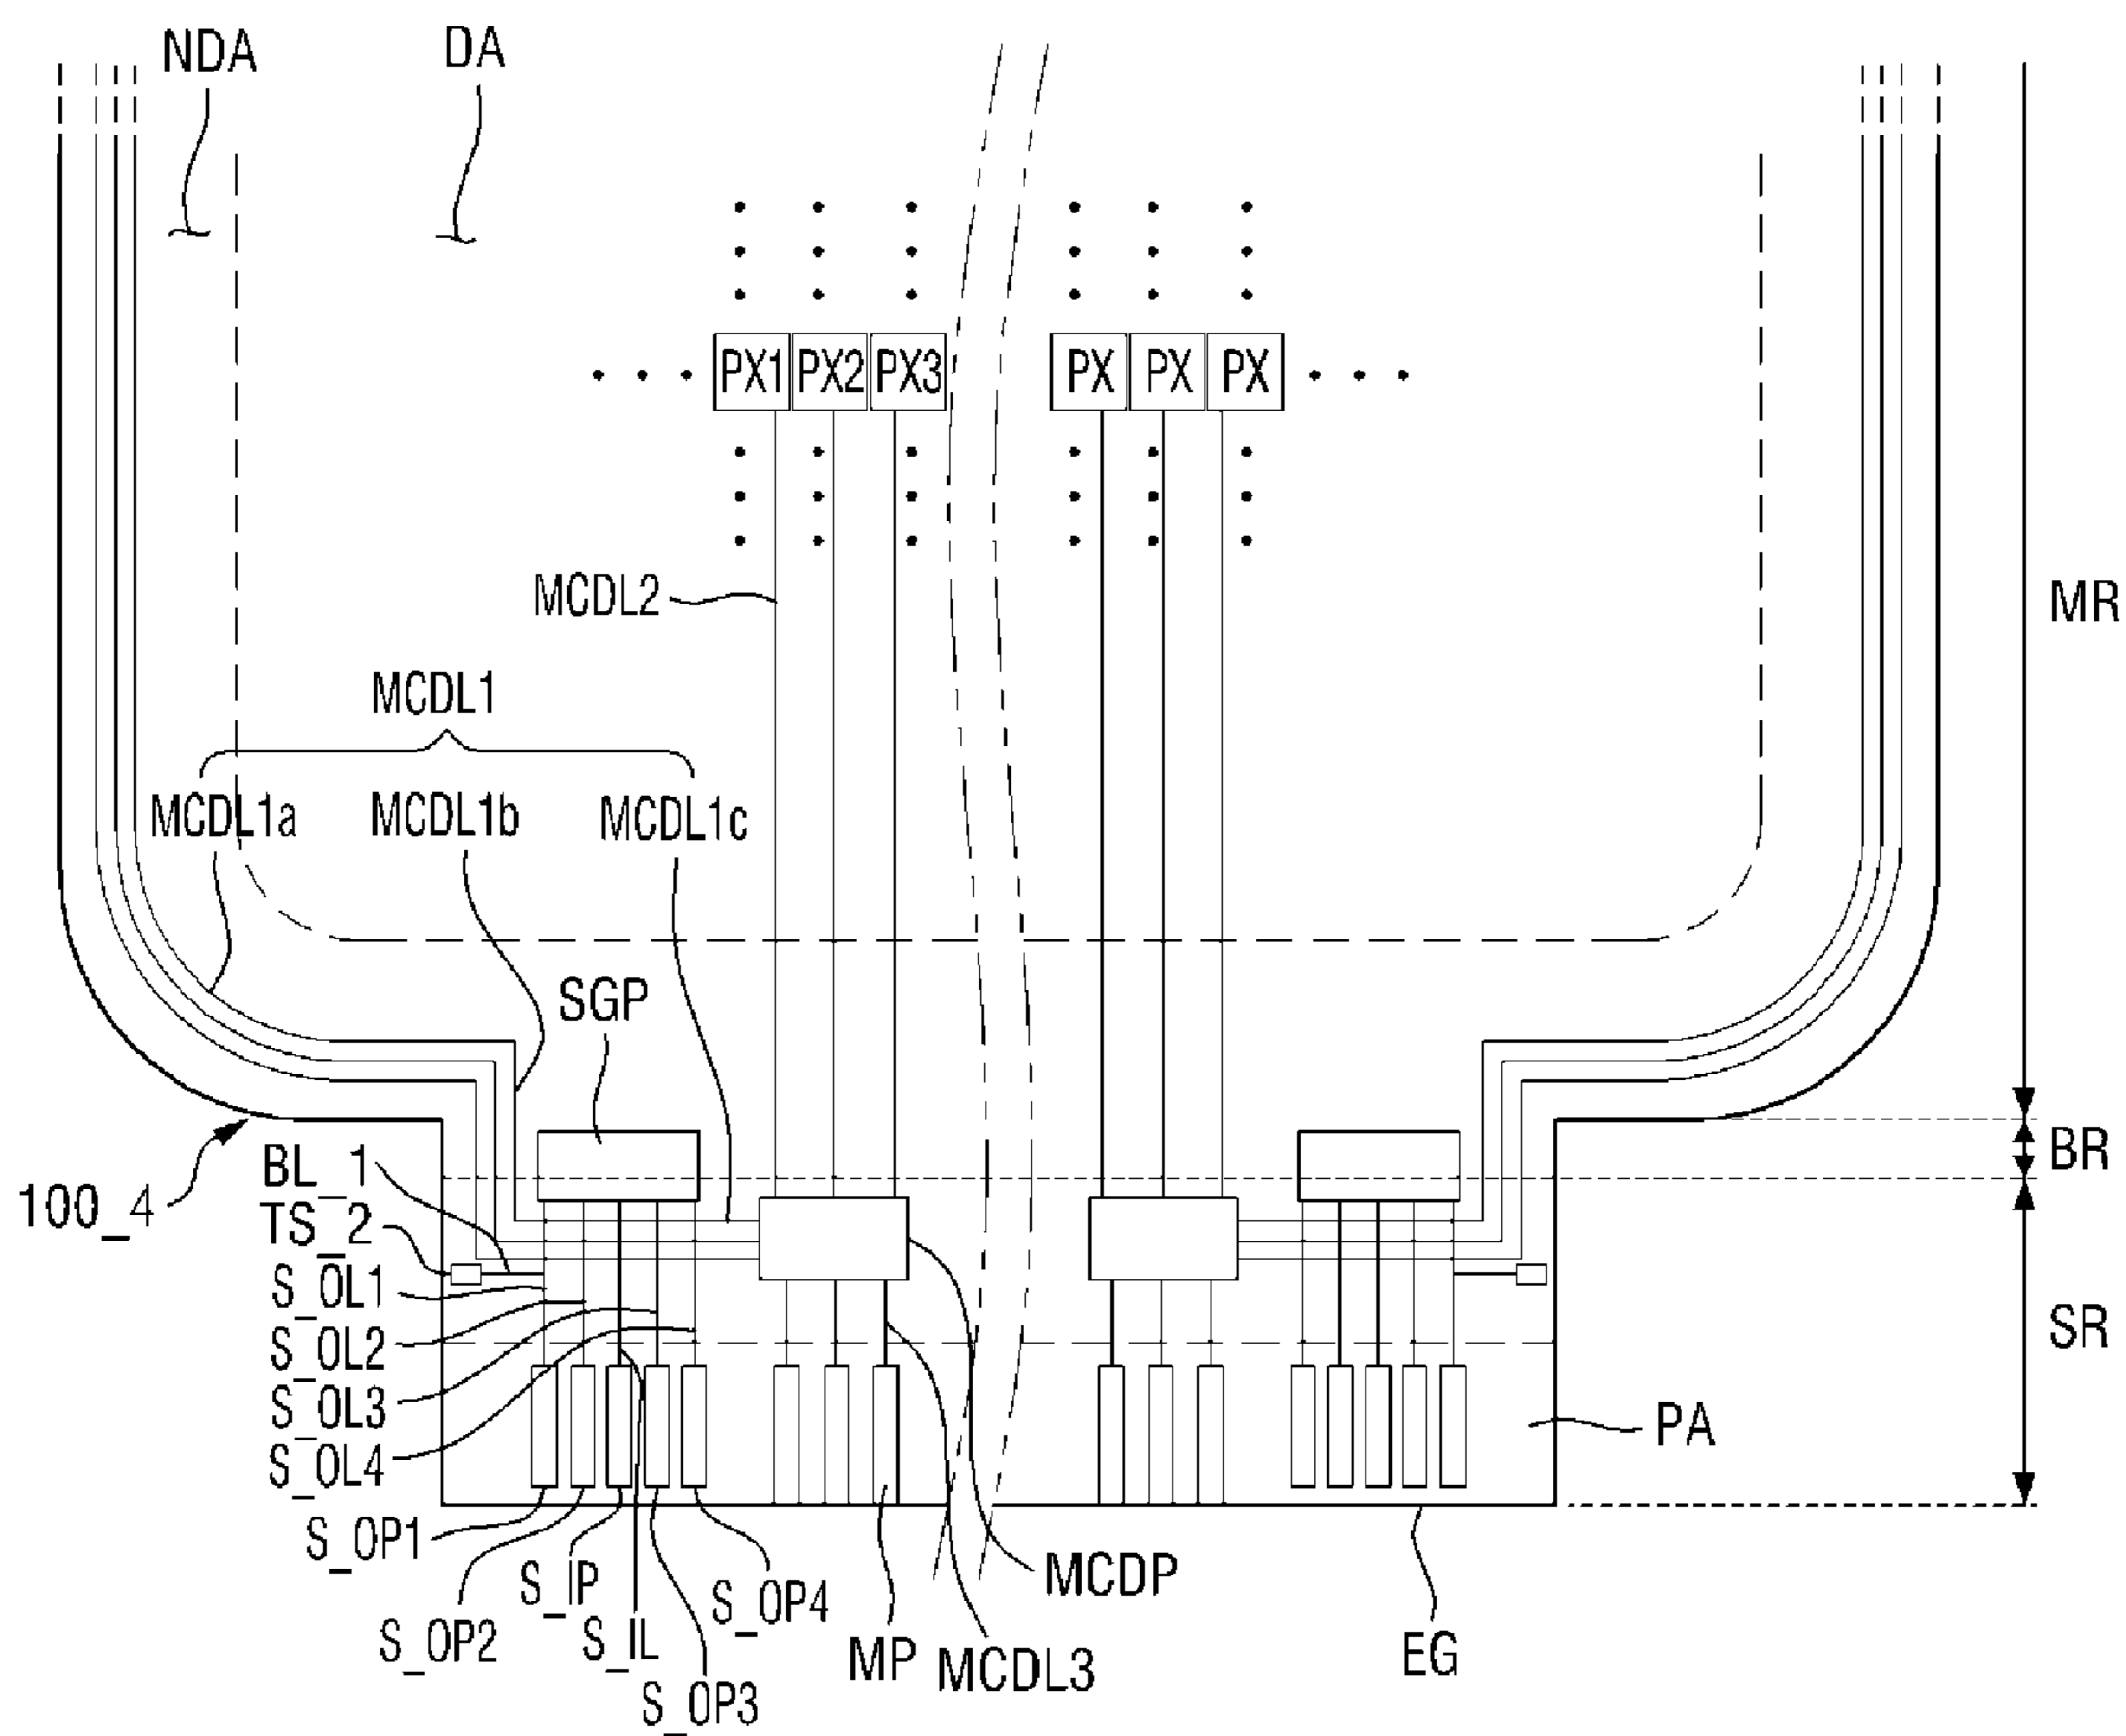 NDA
DA
PX1 PX2 PX3 PX PX PX
MCDL2
MR
MCDL1
MCDL1a MCDL1b MCDL1c
SGP
100_4
BL_1
TS_2
S_OL1
S_OL2
S_OL3
S_OL4
BR
SR
PA
S_OP1
S_OP2
S_IP
S_IL
S_OP3
S_OP4
MP
MCDL3
MCDP
EG